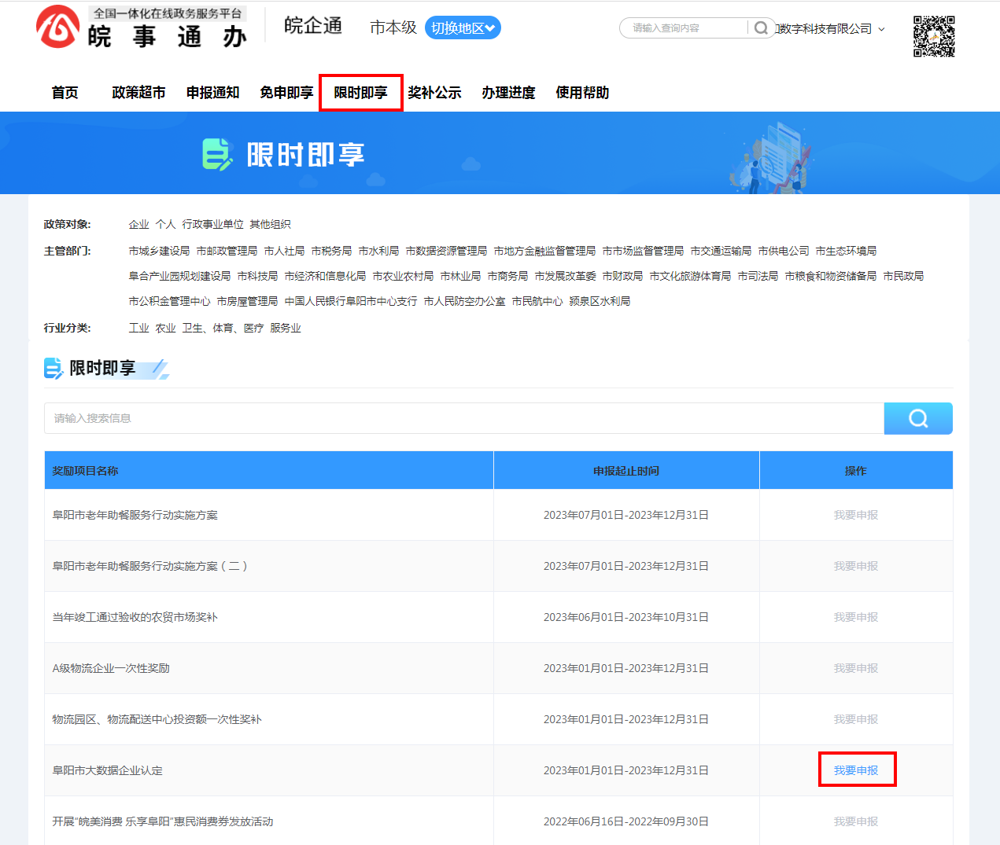 全国一体化在线政务服务平台
皖事通办
皖企通
市本级
切换地区
请输入查询内容
数字科技有限公司
首页 政策超市 申报通知 免申即享 限时即享 奖补公示 办理进度 使用帮助
限时即享
政策对象: 企业 个人 行政事业单位 其他组织
主管部门: 市城乡建设局 市邮政管理局 市人社局 市税务局 市水利局 市数据资源管理局 市地方金融监督管理局 市市场监督管理局 市交通运输局 市供电公司 市生态环境局
阜合产业园规划建设局 市科技局 市经济和信息化局 市农业农村局 市林业局 市商务局 市发展改革委 市财政局 市文化旅游体育局 市司法局 市粮食和物资储备局 市民政局
市公积金管理中心 市房屋管理局 中国人民银行阜阳市中心支行 市人民防空办公室 市民航中心 颍泉区水利局
行业分类: 工业 农业 卫生、体育、医疗 服务业
限时即享
请输入搜索信息
奖励项目名称 申报起止时间 操作
阜阳市老年助餐服务行动实施方案 2023年07月01日-2023年12月31日 我要申报
阜阳市老年助餐服务行动实施方案（二） 2023年07月01日-2023年12月31日 我要申报
当年竣工通过验收的农贸市场奖补 2023年06月01日-2023年10月31日 我要申报
A级物流企业一次性奖励 2023年01月01日-2023年12月31日 我要申报
物流园区、物流配送中心投资额一次性奖补 2023年01月01日-2023年12月31日 我要申报
阜阳市大数据企业认定 2023年01月01日-2023年12月31日 我要申报
开展“皖美消费 乐享阜阳”惠民消费券发放活动 2022年06月16日-2022年09月30日 我要申报